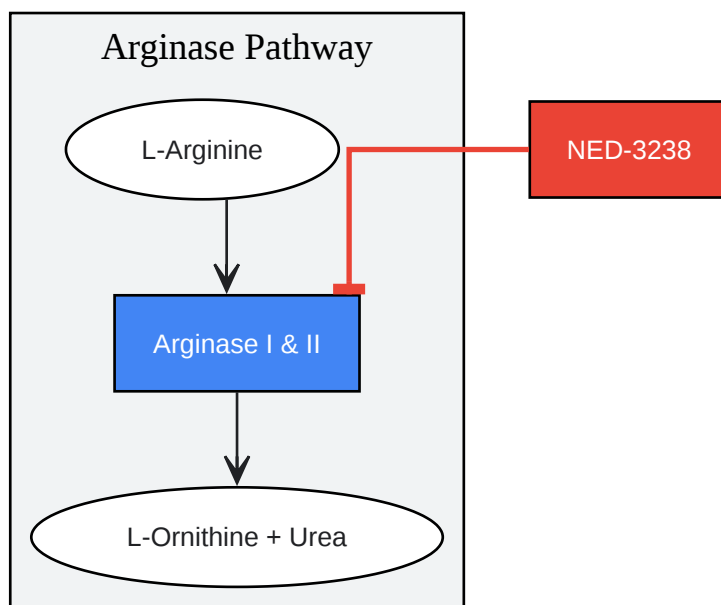 Arginase Pathway
L-Arginine
NED-3238
Arginase I & II
L-Ornithine + Urea